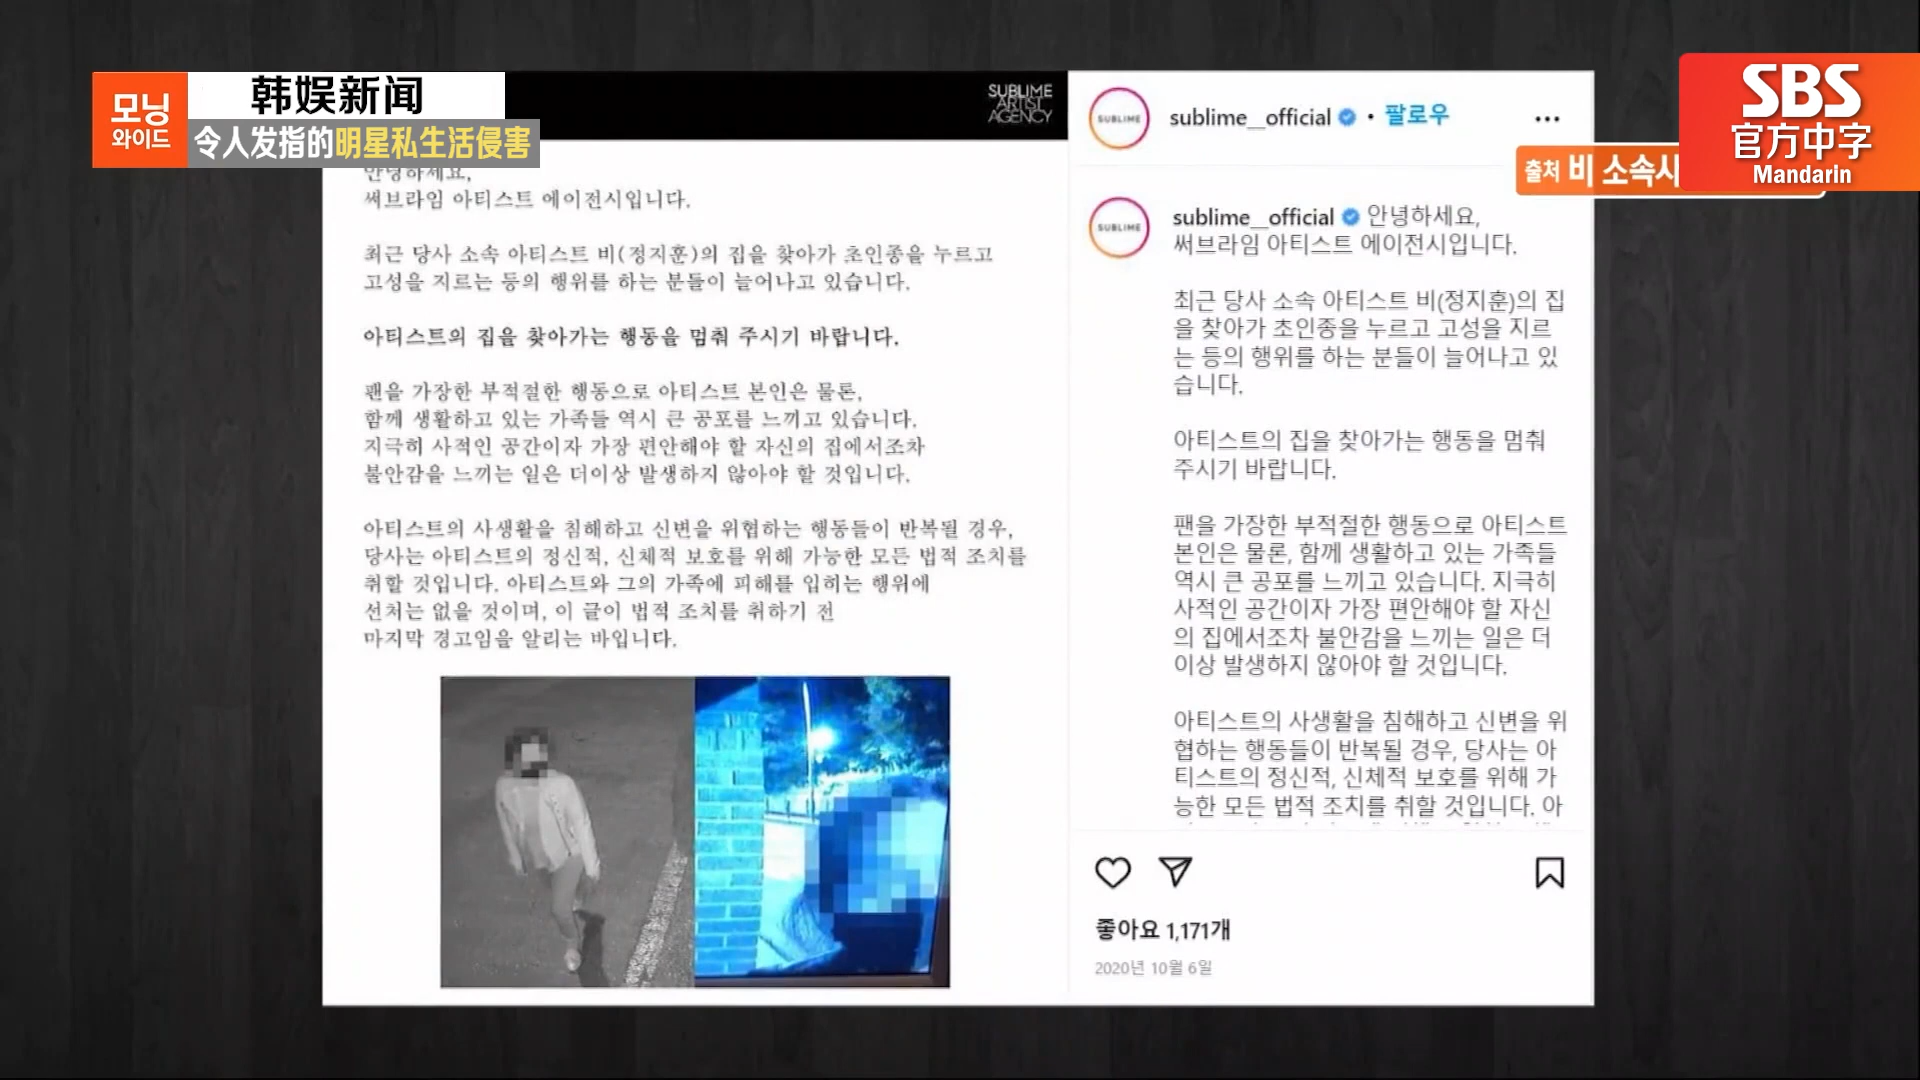 모닝
와이드
韩娱新闻
令人发指的明星私生活侵害
SBS
官方中字
Mandarin
출처 비 소속사
SUBLIME
ARTIST
AGENCY
안녕하세요,
써브라임 아티스트 에이전시입니다.
최근 당사 소속 아티스트 비(정지훈)의 집을 찾아가 초인종을 누르고
고성을 지르는 등의 행위를 하는 분들이 늘어나고 있습니다.
아티스트의 집을 찾아가는 행동을 멈춰 주시기 바랍니다.
팬을 가장한 부적절한 행동으로 아티스트 본인은 물론,
함께 생활하고 있는 가족들 역시 큰 공포를 느끼고 있습니다.
지극히 사적인 공간이자 가장 편안해야 할 자신의 집에서조차
불안감을 느끼는 일은 더이상 발생하지 않아야 할 것입니다.
아티스트의 사생활을 침해하고 신변을 위협하는 행동들이 반복될 경우,
당사는 아티스트의 정신적, 신체적 보호를 위해 가능한 모든 법적 조치를
취할 것입니다. 아티스트와 그의 가족에 피해를 입히는 행위에
선처는 없을 것이며, 이 글이 법적 조치를 취하기 전
마지막 경고임을 알리는 바입니다.
SUBLIME
sublime__official • 팔로우
SUBLIME
sublime__official 안녕하세요,
써브라임 아티스트 에이전시입니다.
최근 당사 소속 아티스트 비(정지훈)의 집
을 찾아가 초인종을 누르고 고성을 지르
는 등의 행위를 하는 분들이 늘어나고 있
습니다.
아티스트의 집을 찾아가는 행동을 멈춰
주시기 바랍니다.
팬을 가장한 부적절한 행동으로 아티스트
본인은 물론, 함께 생활하고 있는 가족들
역시 큰 공포를 느끼고 있습니다. 지극히
사적인 공간이자 가장 편안해야 할 자신
의 집에서조차 불안감을 느끼는 일은 더
이상 발생하지 않아야 할 것입니다.
아티스트의 사생활을 침해하고 신변을 위
협하는 행동들이 반복될 경우, 당사는 아
티스트의 정신적, 신체적 보호를 위해 가
능한 모든 법적 조치를 취할 것입니다. 아
좋아요 1,171개
2020년 10월 6일